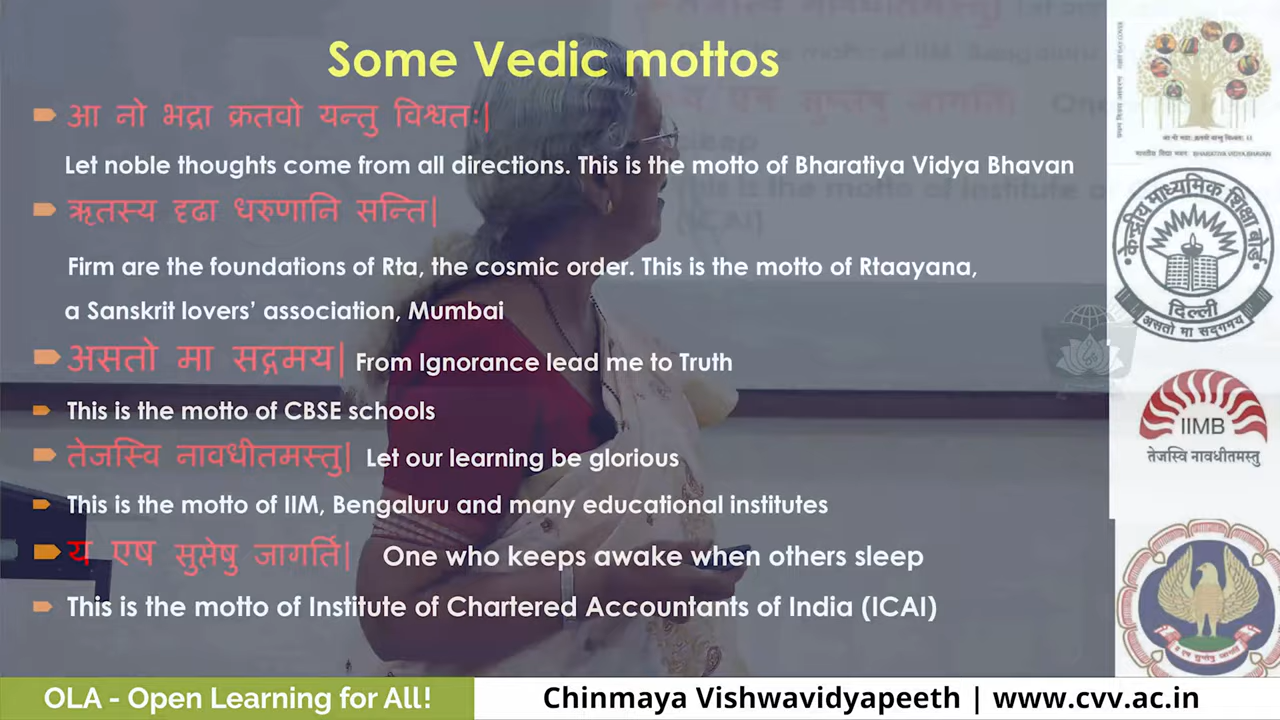 Some Vedic mottos
आ नो भद्रा क्रतवो यन्तु विश्वतः|
Let noble thoughts come from all directions. This is the motto of Bharatiya Vidya Bhavan
ऋतस्य दृढा धरुणानि सन्ति|
Firm are the foundations of Rta, the cosmic order. This is the motto of Rtaayana,
a Sanskrit lovers’ association, Mumbai
असतो मा सद्गमय| From Ignorance lead me to Truth
This is the motto of CBSE schools
तेजस्वि नावधीतमस्तु| Let our learning be glorious
This is the motto of IIM, Bengaluru and many educational institutes
य एष सुप्तेषु जागर्ति| One who keeps awake when others sleep
This is the motto of Institute of Chartered Accountants of India (ICAI)
आ नो भद्राः क्रतवो यन्तु विश्वतः ।।
भारतीय विद्या भवन BHARATIYA VIDYA BHAVAN
केन्द्रीय माध्यमिक शिक्षा बोर्ड
दिल्ली
असतो मा सद्गमय
IIMB
तेजस्वि नावधीतमस्तु
य एष सुप्तेषु जागर्ति
OLA - Open Learning for All!
Chinmaya Vishwavidyapeeth | www.cvv.ac.in